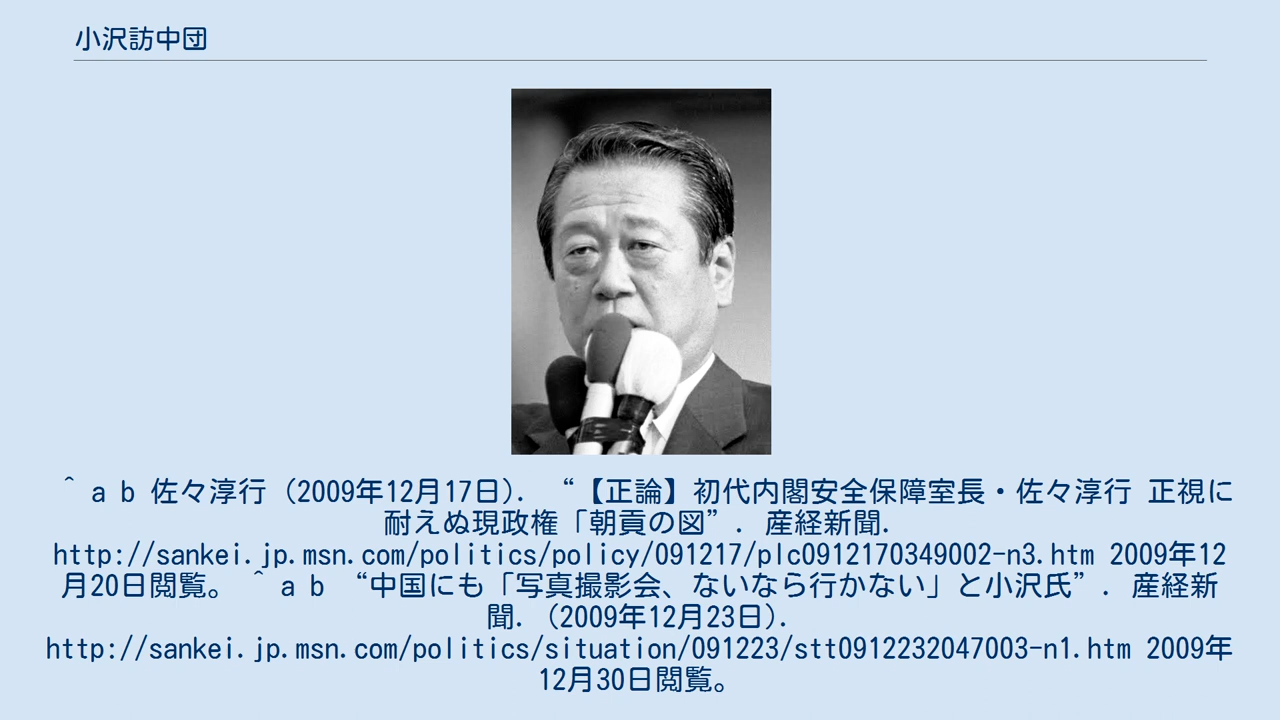 小沢訪中団
^ a b 佐々淳行 (2009年12月17日). “【正論】初代内閣安全保障室長・佐々淳行 正視に
耐えぬ現政権「朝貢の図”. 産経新聞.
http://sankei.jp.msn.com/politics/policy/091217/plc0912170349002-n3.htm 2009年12
月20日閲覧。 ^ a b “中国にも「写真撮影会、ないなら行かない」と小沢氏”. 産経新
聞. (2009年12月23日).
http://sankei.jp.msn.com/politics/situation/091223/stt0912232047003-n1.htm 2009年
12月30日閲覧。